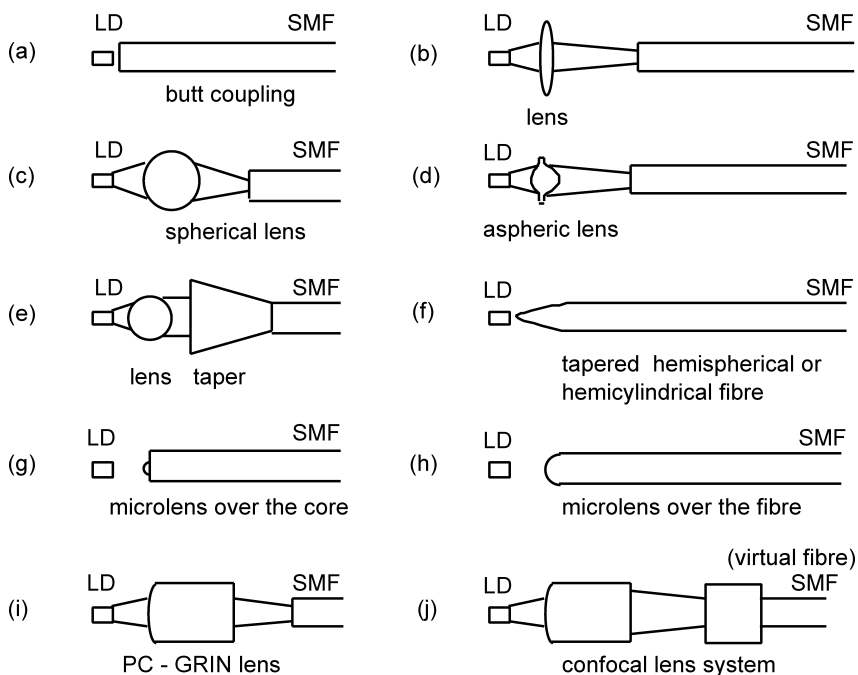 (a) LD SMF
butt coupling
(b) LD SMF
lens
(c) LD SMF
spherical lens
(d) LD SMF
aspheric lens
(e) LD SMF
lens taper
(f) LD SMF
tapered hemispherical or
hemicylindrical fibre
(g) LD SMF
microlens over the core
(h) LD SMF
microlens over the fibre
(i) LD SMF
PC - GRIN lens
(virtual fibre)
(j) LD SMF
confocal lens system